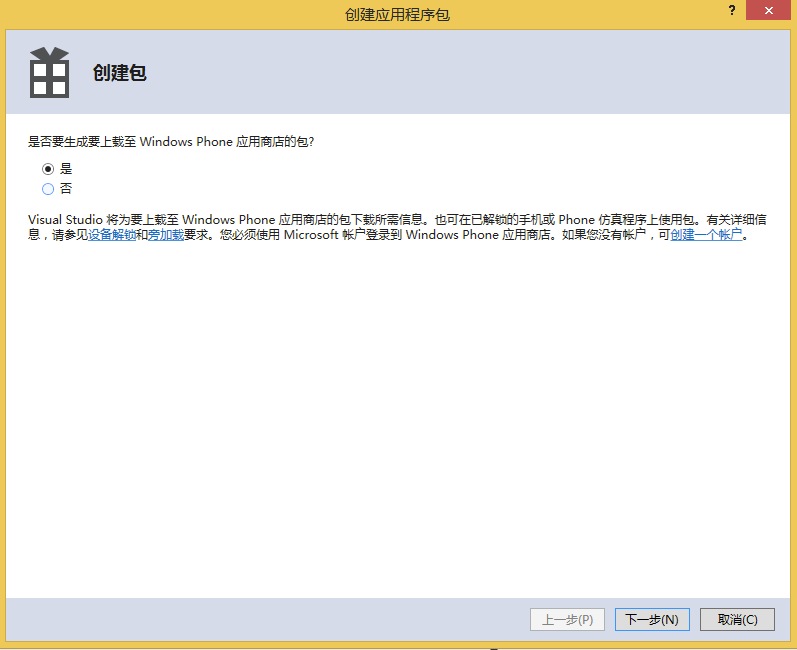 创建应用程序包
?
创建包
是否要生成要上载至 Windows Phone 应用商店的包?
是
否
Visual Studio 将为要上载至 Windows Phone 应用商店的包下载所需信息。也可在已解锁的手机或 Phone 仿真程序上使用包。有关详细信
息，请参见设备解锁和旁加载要求。您必须使用 Microsoft 帐户登录到 Windows Phone 应用商店。如果您没有帐户，可创建一个帐户。
上一步(P) 下一步(N) 取消(C)